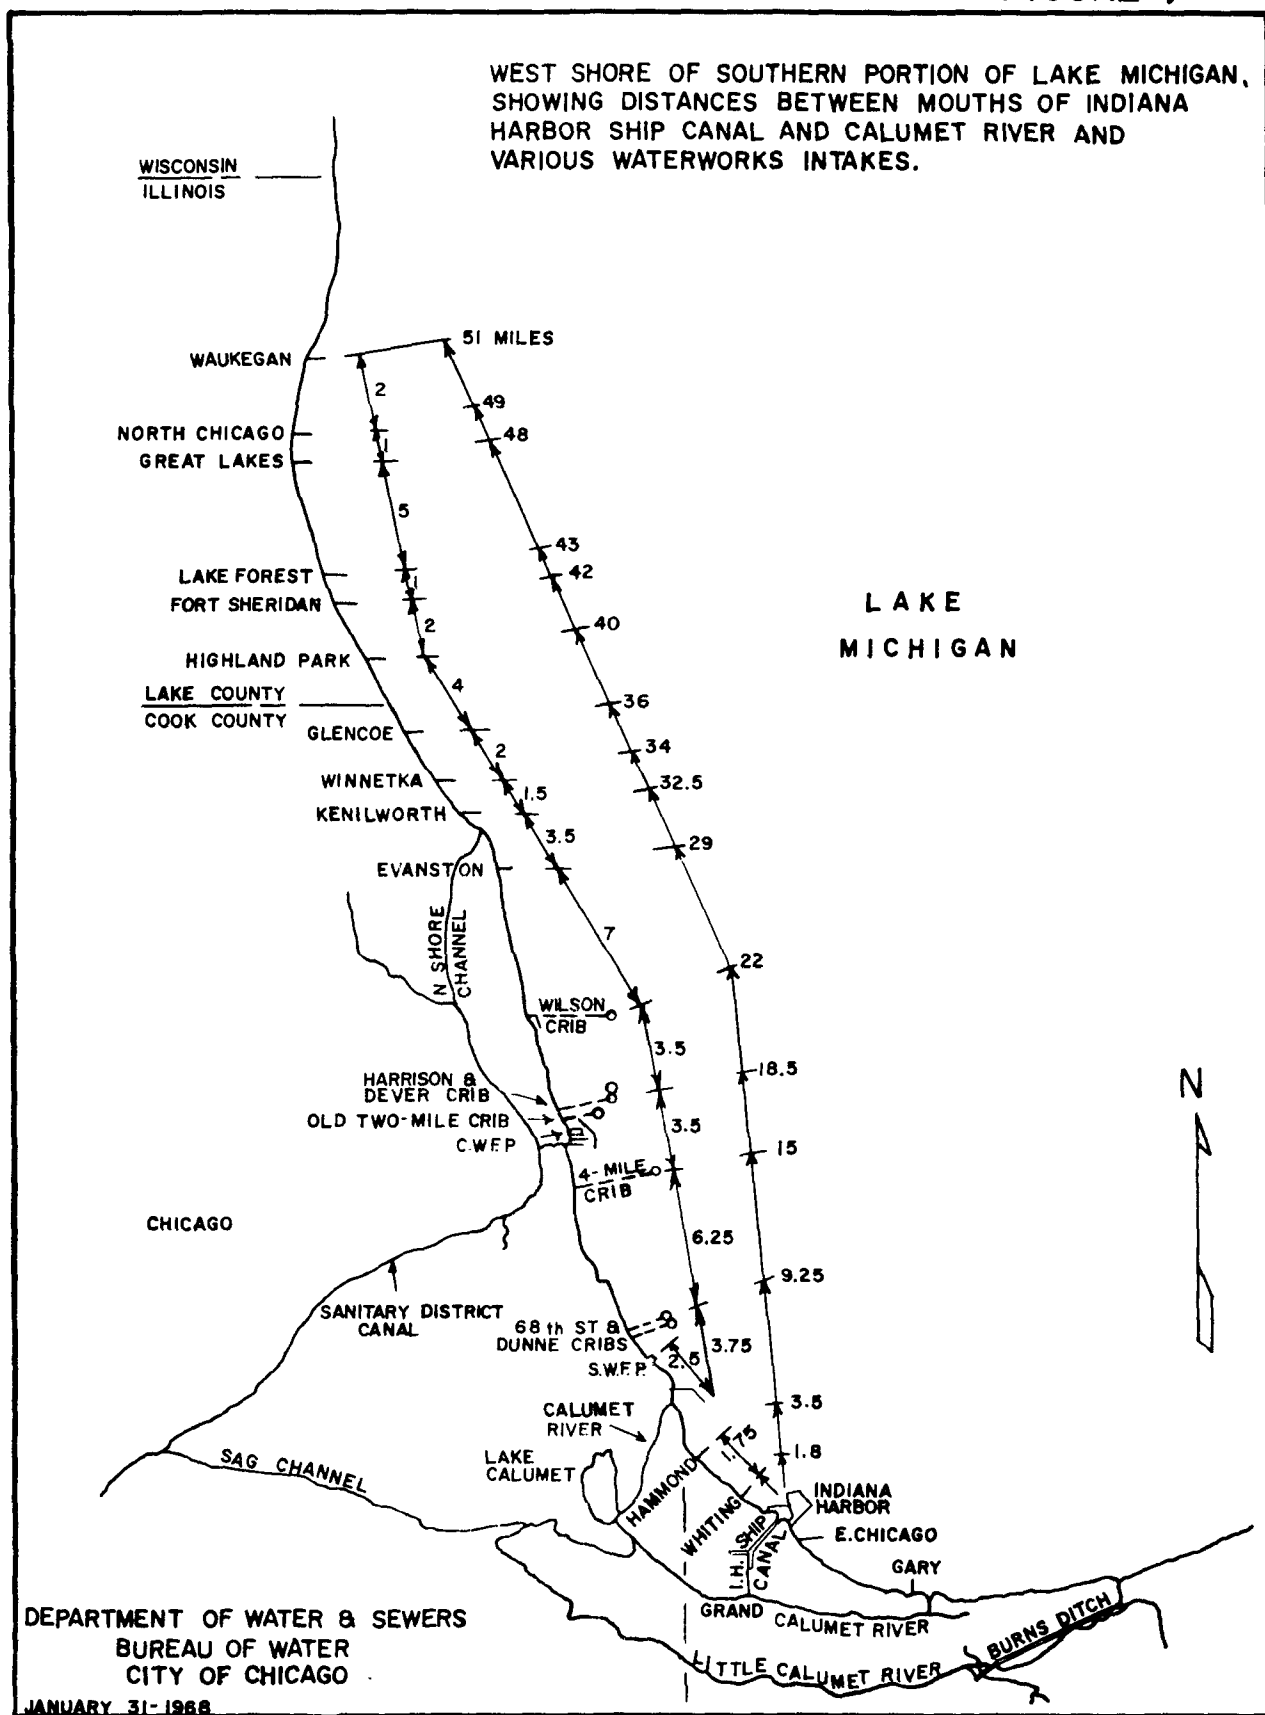 WEST SHORE OF SOUTHERN PORTION OF LAKE MICHIGAN,
SHOWING DISTANCES BETWEEN MOUTHS OF INDIANA
HARBOR SHIP CANAL AND CALUMET RIVER AND
VARIOUS WATERWORKS INTAKES.
WISCONSIN
ILLINOIS
51 MILES
WAUKEGAN
2
49
NORTH CHICAGO
48
1
GREAT LAKES
5
43
LAKE FOREST
42
1
FORT SHERIDAN
LAKE
MICHIGAN
2
40
HIGHLAND PARK
4
LAKE COUNTY
COOK COUNTY
36
GLENCOE
2
34
WINNETKA
32.5
1.5
KENILWORTH
3.5
29
EVANSTON
7
N SHORE
CHANNEL
22
WILSON
CRIB
3.5
18.5
HARRISON &
DEVER CRIB
OLD TWO-MILE CRIB
C.W.F.P
3.5
15
N
4-MILE
CRIB
CHICAGO
6.25
9.25
SANITARY DISTRICT
CANAL
68th ST &
DUNNE CRIBS
3.75
2.5
S.W.F.P.
3.5
CALUMET
RIVER
1.75
1.8
LAKE
CALUMET
SAG CHANNEL
HAMMOND
WHITING
INDIANA
HARBOR
I.H. SHIP
CANAL
E.CHICAGO
GARY
GRAND CALUMET RIVER
BURNS DITCH
LITTLE CALUMET RIVER
DEPARTMENT OF WATER & SEWERS
BUREAU OF WATER
CITY OF CHICAGO
JANUARY 31-1968